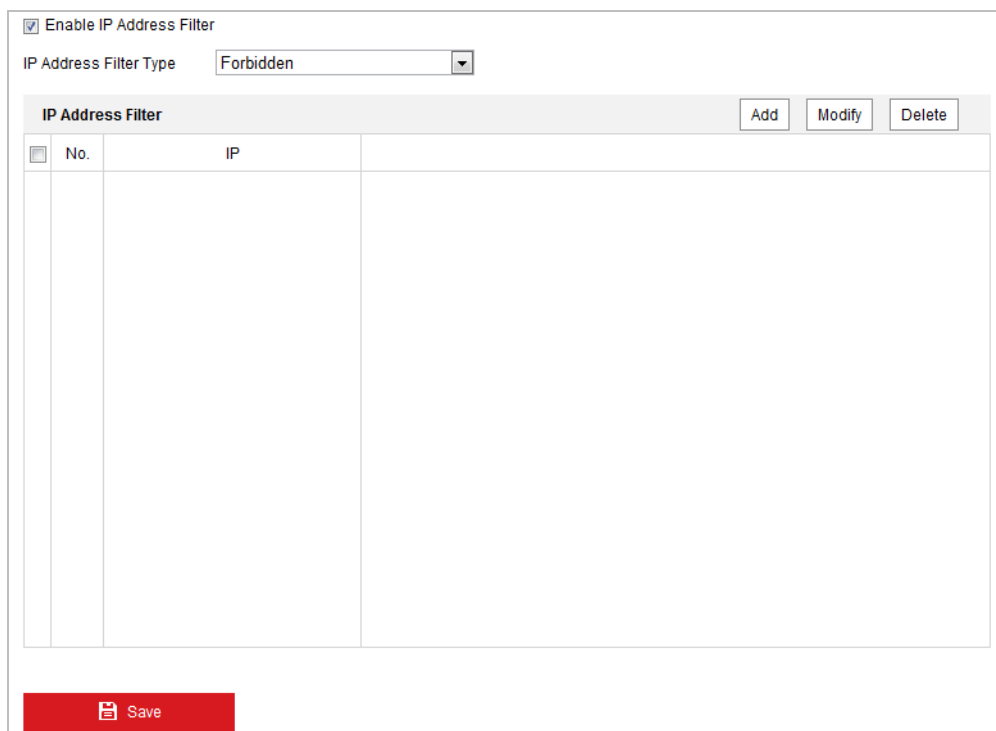 Enable IP Address Filter
IP Address Filter Type Forbidden
IP Address Filter Add Modify Delete
No. IP
Save